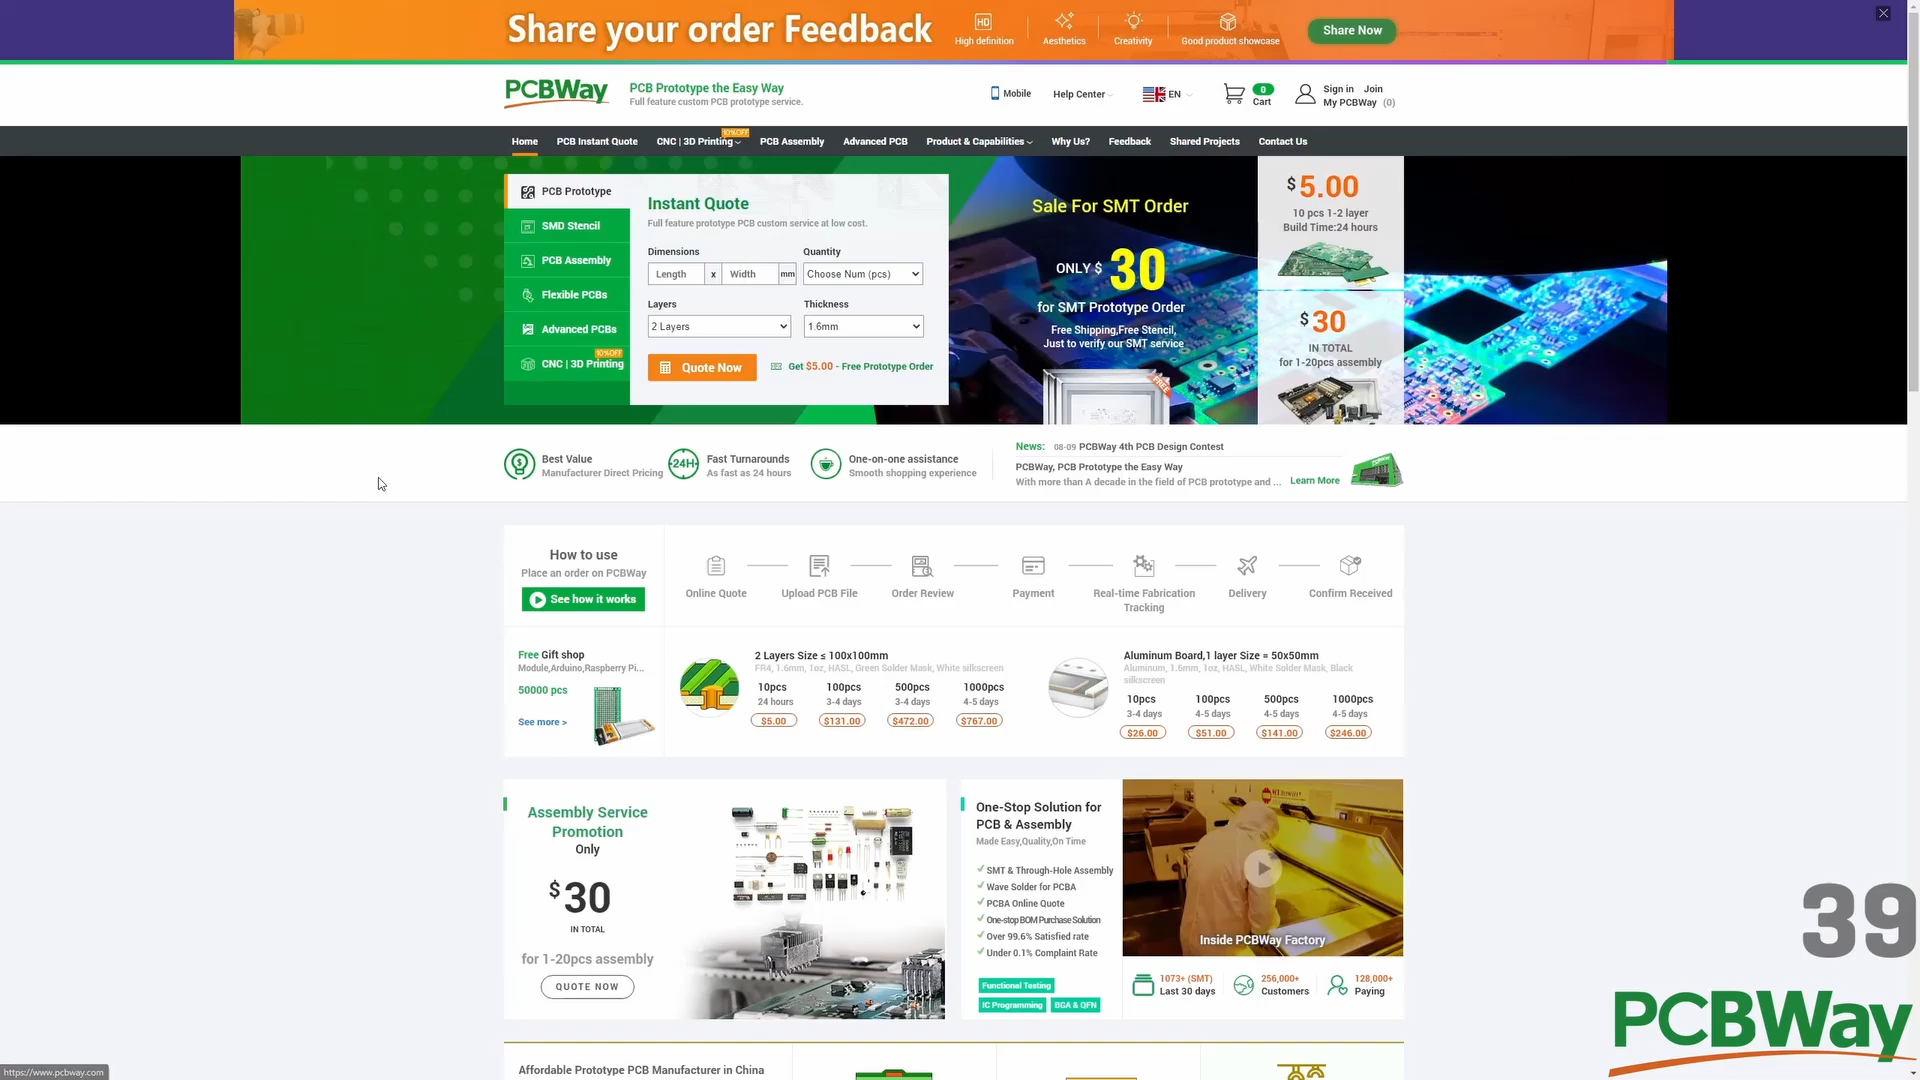 Share your order Feedback
HD
High definition
Aesthetics
Creativity
Good product showcase
Share Now
PCBWay
PCB Prototype the Easy Way
Full feature custom PCB prototype service.
Mobile
Help Center
EN
0
Cart
Sign in Join
My PCBWay (0)
Home
PCB Instant Quote
CNC | 3D Printing
10%OFF
PCB Assembly
Advanced PCB
Product & Capabilities
Why Us?
Feedback
Shared Projects
Contact Us
PCB Prototype
SMD Stencil
PCB Assembly
Flexible PCBs
Advanced PCBs
10%OFF
CNC | 3D Printing
Instant Quote
Full feature prototype PCB custom service at low cost.
Dimensions
Quantity
Length x Width mm
Choose Num (pcs)
Layers
Thickness
2 Layers
1.6mm
Quote Now
Get $5.00 - Free Prototype Order
Sale For SMT Order
ONLY $ 30
for SMT Prototype Order
Free Shipping,Free Stencil,
Just to verify our SMT service
FREE
$5.00
10 pcs 1-2 layer
Build Time:24 hours
$30
IN TOTAL
for 1-20pcs assembly
Best Value
Manufacturer Direct Pricing
24H
Fast Turnarounds
As fast as 24 hours
One-on-one assistance
Smooth shopping experience
News: 08-09 PCBWay 4th PCB Design Contest
PCBWay, PCB Prototype the Easy Way
With more than A decade in the field of PCB prototype and ...
Learn More
How to use
Place an order on PCBWay
See how it works
Online Quote
Upload PCB File
Order Review
Payment
Real-time Fabrication
Tracking
Delivery
Confirm Received
Free Gift shop
Module,Arduino,Raspberry Pi...
50000 pcs
See more >
2 Layers Size ≤ 100x100mm
FR4, 1.6mm, 1oz, HASL, Green Solder Mask, White silkscreen
10pcs 100pcs 500pcs 1000pcs
24 hours 3-4 days 3-4 days 4-5 days
$5.00 $131.00 $472.00 $767.00
Aluminum Board,1 layer Size = 50x50mm
Aluminum, 1.6mm, 1oz, HASL, White Solder Mask, Black
silkscreen
10pcs 100pcs 500pcs 1000pcs
3-4 days 4-5 days 4-5 days 4-5 days
$26.00 $51.00 $141.00 $246.00
Assembly Service
Promotion
Only
$30
IN TOTAL
for 1-20pcs assembly
QUOTE NOW
One-Stop Solution for
PCB & Assembly
Made Easy,Quality,On Time
SMT & Through-Hole Assembly
Wave Solder for PCBA
PCBA Online Quote
One-stop BOM Purchase Solution
Over 99.6% Satisfied rate
Under 0.1% Complaint Rate
Functional Testing
IC Programming
BGA & QFN
Inside PCBWay Factory
1073+ (SMT)
Last 30 days
256,000+
Customers
128,000+
Paying
39
PCBWay
Affordable Prototype PCB Manufacturer in China
https://www.pcbway.com